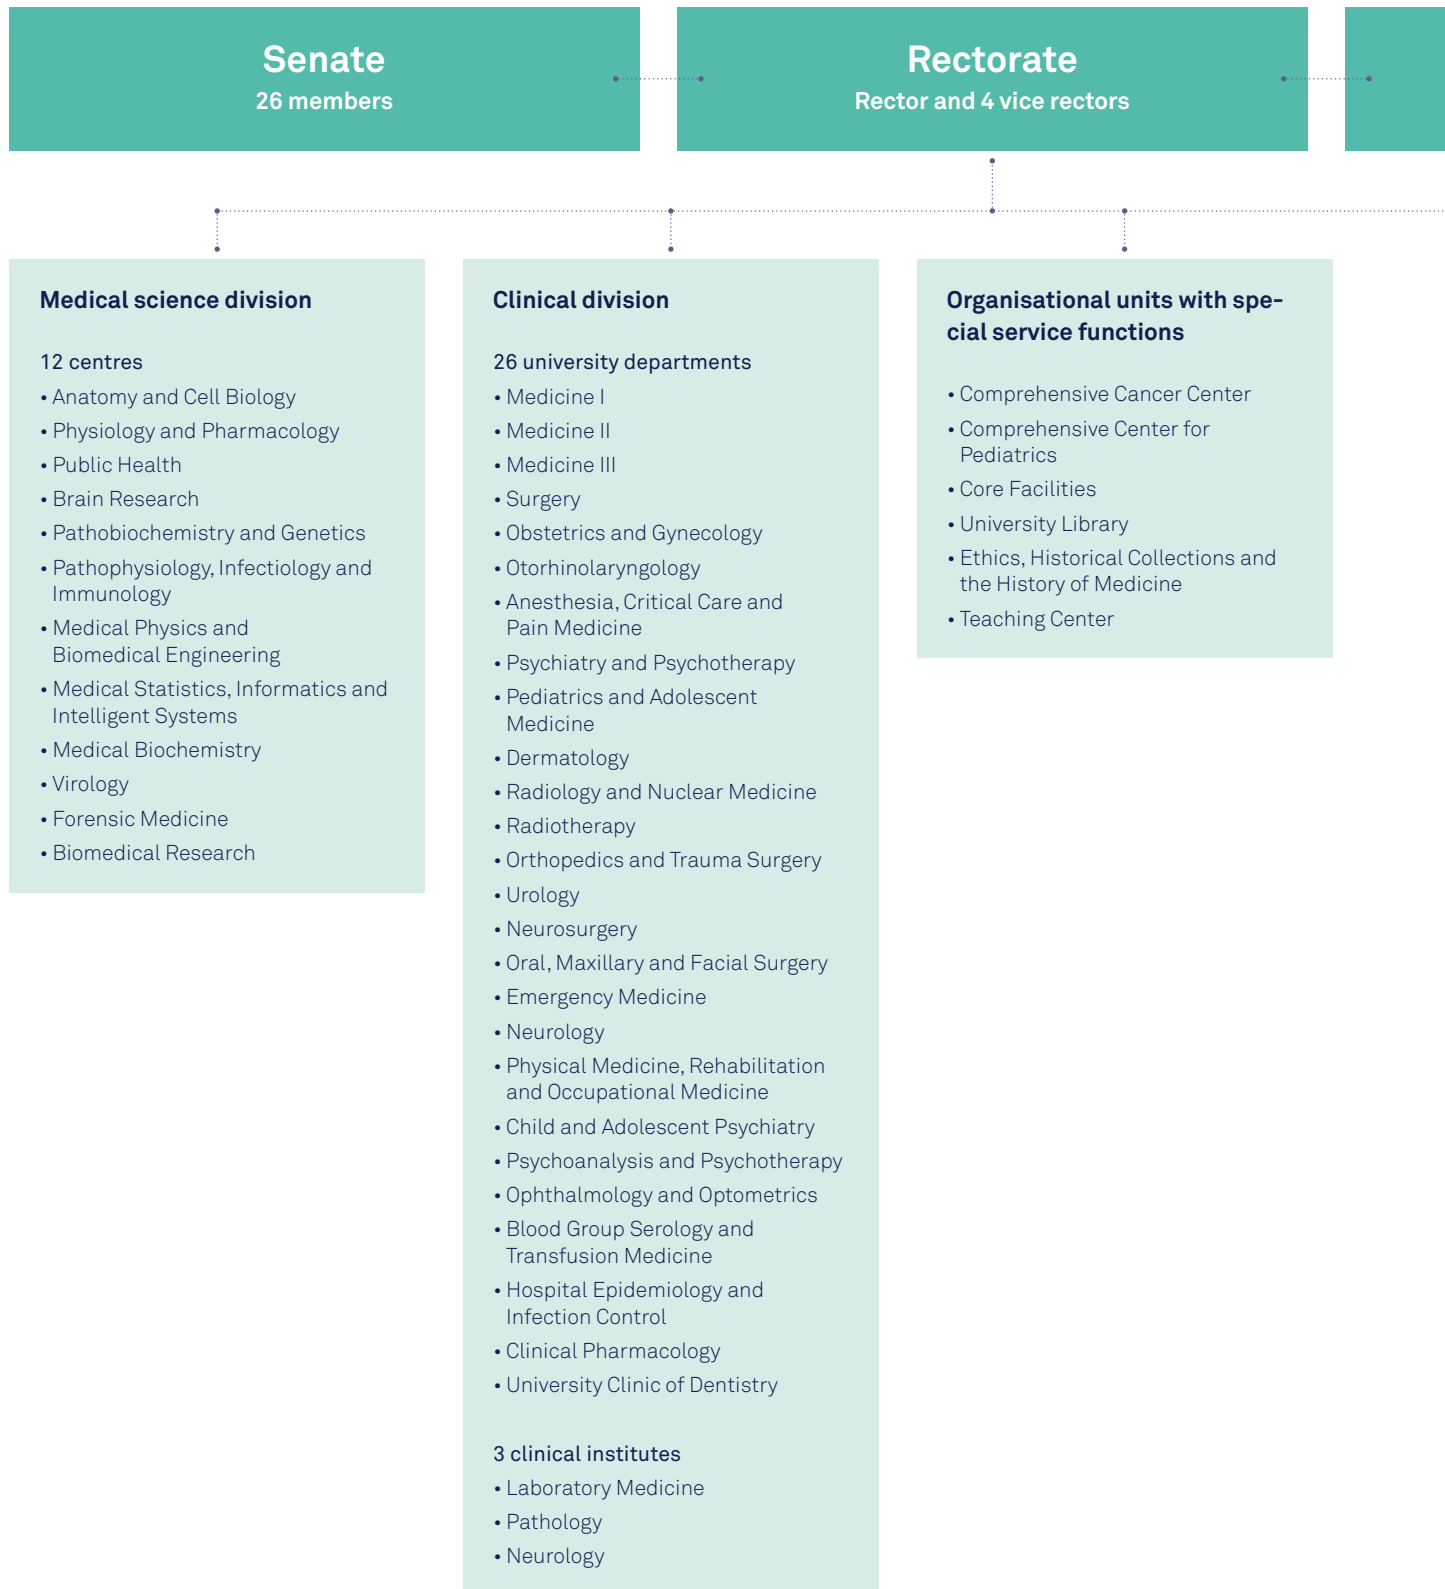 Senate
26 members
Rectorate
Rector and 4 vice rectors
Medical science division
12 centres
• Anatomy and Cell Biology
• Physiology and Pharmacology
• Public Health
• Brain Research
• Pathobiochemistry and Genetics
• Pathophysiology, Infectiology and
Immunology
• Medical Physics and
Biomedical Engineering
• Medical Statistics, Informatics and
Intelligent Systems
• Medical Biochemistry
• Virology
• Forensic Medicine
• Biomedical Research
Clinical division
26 university departments
• Medicine I
• Medicine II
• Medicine III
• Surgery
• Obstetrics and Gynecology
• Otorhinolaryngology
• Anesthesia, Critical Care and
Pain Medicine
• Psychiatry and Psychotherapy
• Pediatrics and Adolescent
Medicine
• Dermatology
• Radiology and Nuclear Medicine
• Radiotherapy
• Orthopedics and Trauma Surgery
• Urology
• Neurosurgery
• Oral, Maxillary and Facial Surgery
• Emergency Medicine
• Neurology
• Physical Medicine, Rehabilitation
and Occupational Medicine
• Child and Adolescent Psychiatry
• Psychoanalysis and Psychotherapy
• Ophthalmology and Optometrics
• Blood Group Serology and
Transfusion Medicine
• Hospital Epidemiology and
Infection Control
• Clinical Pharmacology
• University Clinic of Dentistry
3 clinical institutes
• Laboratory Medicine
• Pathology
• Neurology
Organisational units with spe-
cial service functions
• Comprehensive Cancer Center
• Comprehensive Center for
Pediatrics
• Core Facilities
• University Library
• Ethics, Historical Collections and
the History of Medicine
• Teaching Center